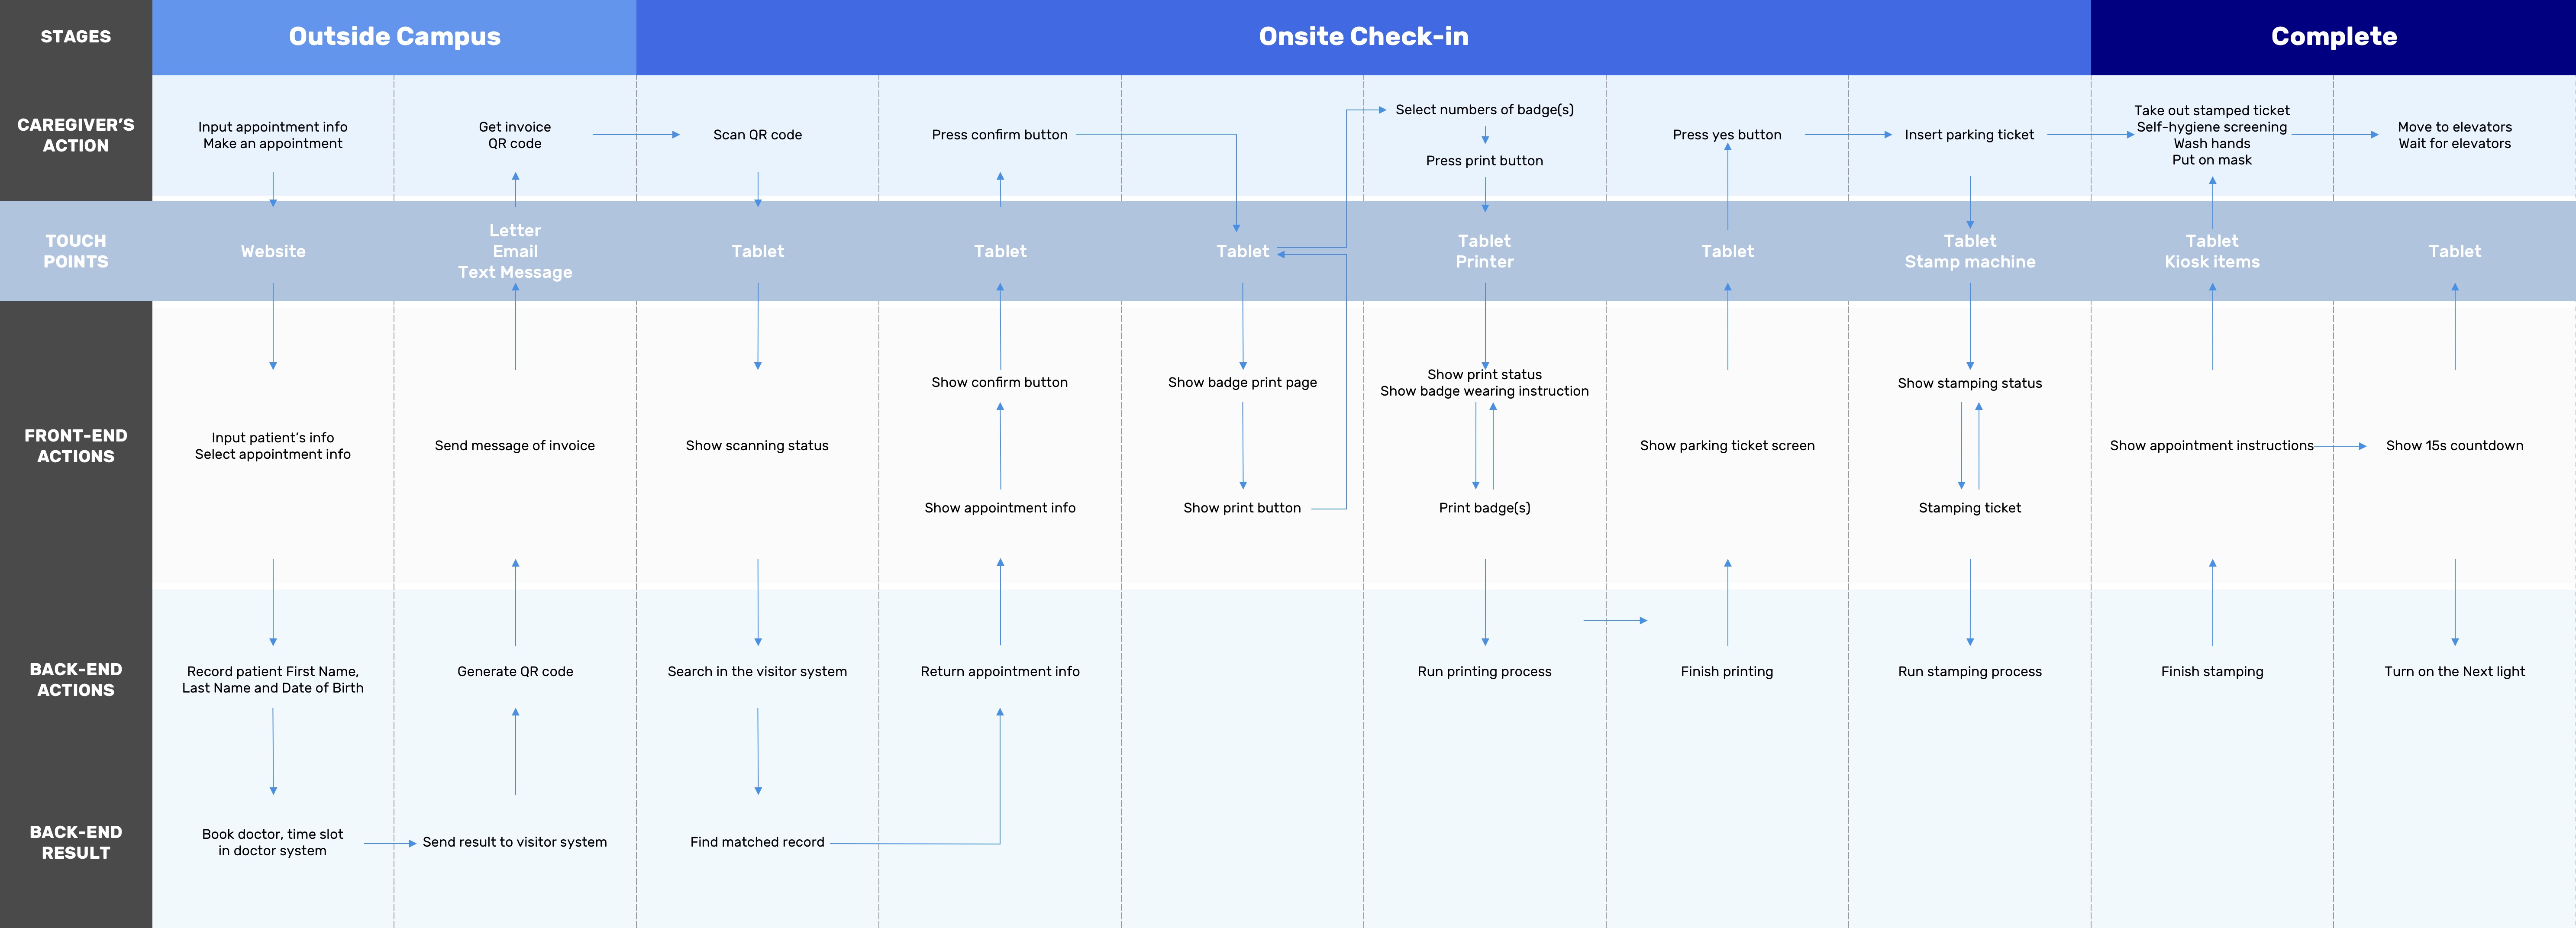 STAGES
Outside Campus
Onsite Check-in
Complete
CAREGIVER'S
ACTION
Input appointment info
Make an appointment
Get invoice
QR code
Scan QR code
Press confirm button
Select numbers of badge(s)
Press print button
Press yes button
Insert parking ticket
Take out stamped ticket
Self-hygiene screening
Wash hands
Put on mask
Move to elevators
Wait for elevators
TOUCH
POINTS
Website
Letter
Email
Text Message
Tablet
Tablet
Tablet
Tablet
Printer
Tablet
Tablet
Stamp machine
Tablet
Kiosk items
Tablet
FRONT-END
ACTIONS
Input patient's info
Select appointment info
Send message of invoice
Show scanning status
Show confirm button
Show appointment info
Show badge print page
Show print button
Show print status
Show badge wearing instruction
Print badge(s)
Show parking ticket screen
Show stamping status
Stamping ticket
Show appointment instructions
Show 15s countdown
BACK-END
ACTIONS
Record patient First Name,
Last Name and Date of Birth
Generate QR code
Search in the visitor system
Return appointment info
Run printing process
Finish printing
Run stamping process
Finish stamping
Turn on the Next light
BACK-END
RESULT
Book doctor, time slot
in doctor system
Send result to visitor system
Find matched record